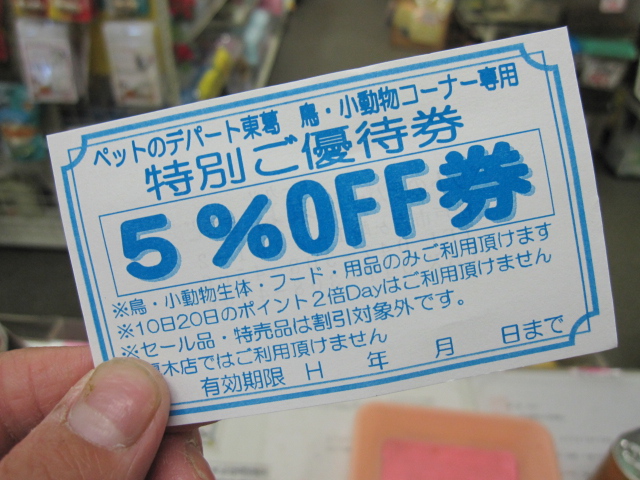 ペットのデパート東葛 鳥・小動物コーナー専用
特別ご優待券
5%OFF券
※鳥・小動物生体・フード・用品のみご利用頂けます
※10日20日のポイント2倍Dayはご利用頂けません
※セール品・特売品は割引対象外です。
木店ではご利用頂けません
有効期限 H 年 月 日まで